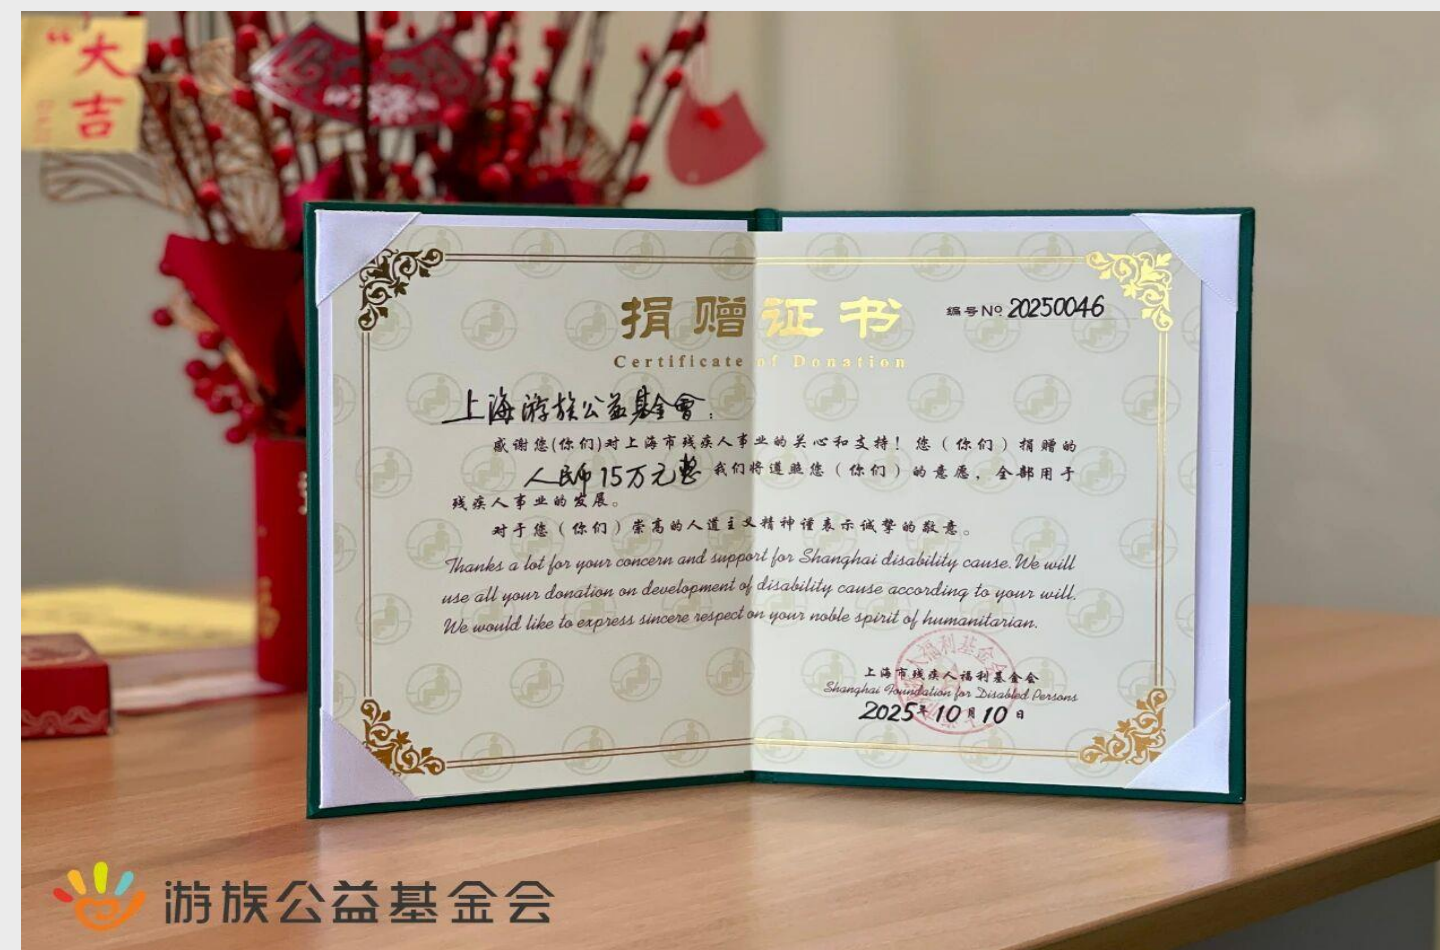 “大
吉
捐赠证书
编号№ 20250046
Certificate of Donation
上海游族公益基金會：
感谢您(你们)对上海市残疾人事业的关心和支持！您（你们）捐赠的
人民币15万元整 我们将遵照您（你们）的意愿，全部用于
残疾人事业的发展。
对于您（你们）崇高的人道主义精神谨表示诚挚的敬意。
Thanks a lot for your concern and support for Shanghai disability cause. We will
use all your donation on development of disability cause according to your will.
We would like to express sincere respect on your noble spirit of humanitarian.
人福利基金会
上海市残疾人福利基金会
Shanghai Foundation for Disabled Persons
2025年10月10日
游族公益基金会